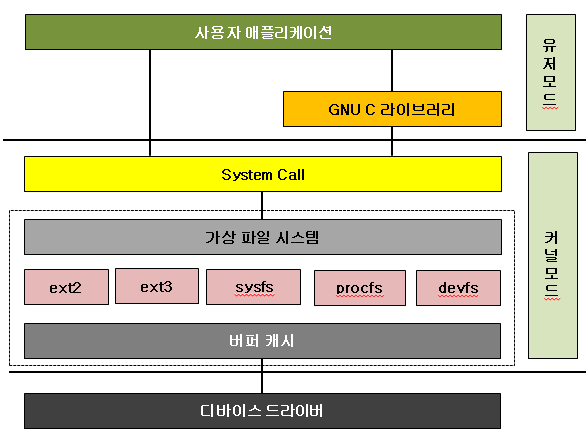 사용자 애플리케이션
유저모드
GNU C 라이브러리
System Call
가상 파일 시스템
커널모드
ext2
ext3
sysfs
procfs
devfs
버퍼 캐시
디바이스 드라이버